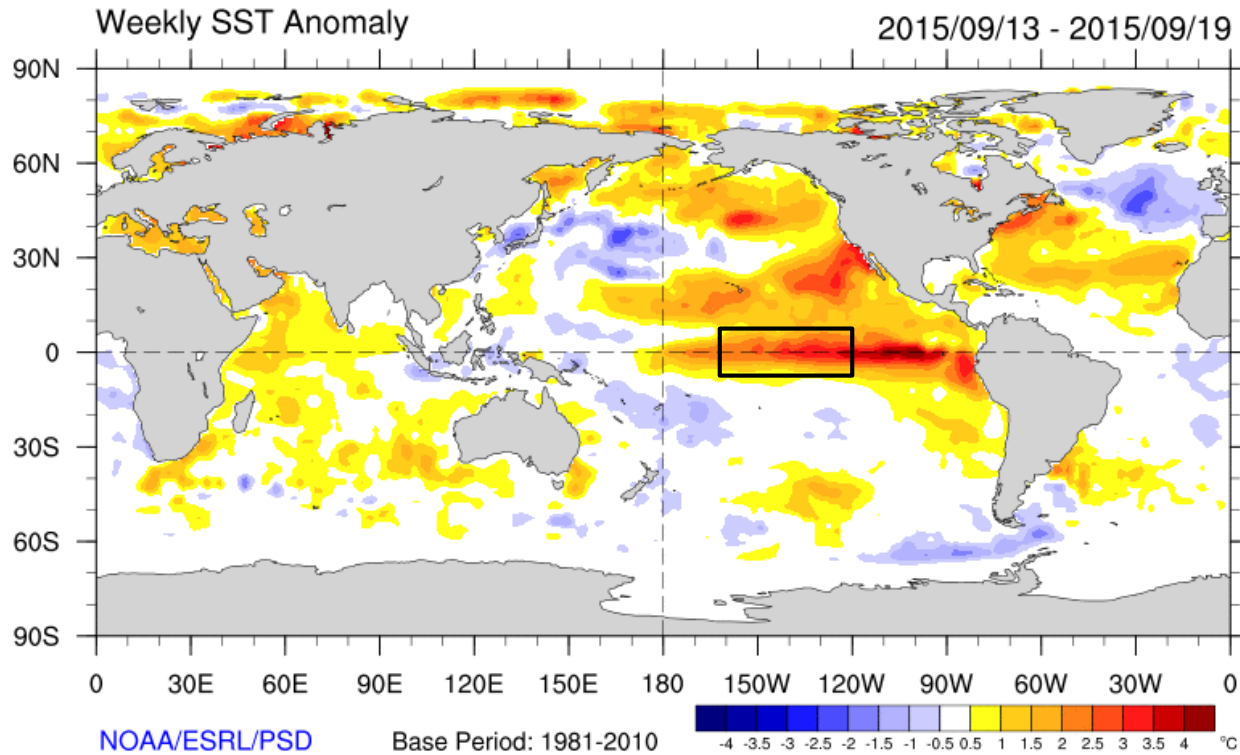 Weekly SST Anomaly 2015/09/13 - 2015/09/19
90N
60N
30N
0
30S
60S
90S
0 30E 60E 90E 120E 150E 180 150W 120W 90W 60W 30W 0
NOAA/ESRL/PSD Base Period: 1981-2010
-4 -3.5 -3 -2.5 -2 -1.5 -1 -0.5 0.5 1 1.5 2 2.5 3 3.5 4 °C